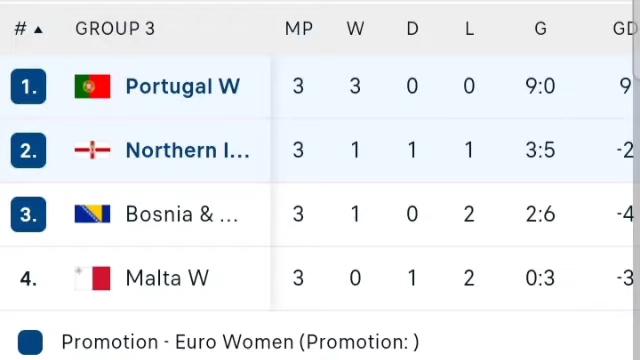 # ▲ GROUP 3 MP W D L G GD
1. Portugal W 3 3 0 0 9:0 9
2. Northern I... 3 1 1 1 3:5 -2
3. Bosnia & ... 3 1 0 2 2:6 -4
4. Malta W 3 0 1 2 0:3 -3
Promotion - Euro Women (Promotion: )